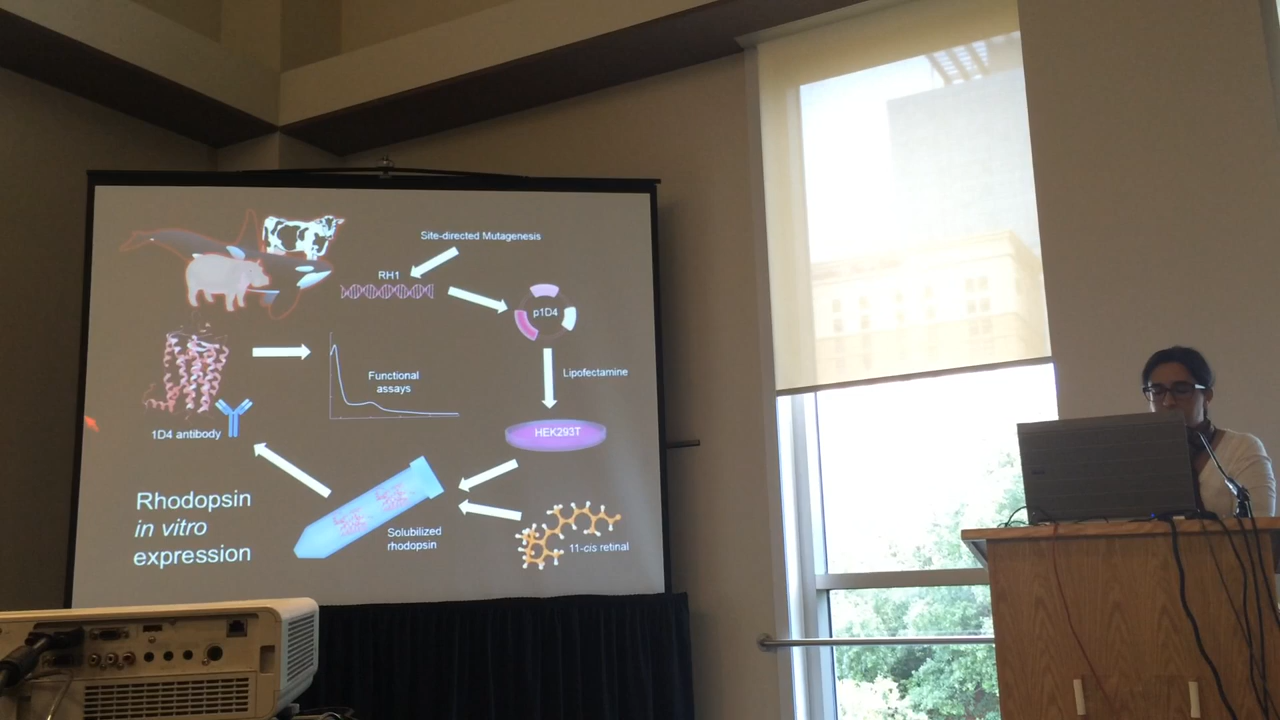 Site-directed Mutagenesis
RH1
p1D4
Lipofectamine
Functional
assays
1D4 antibody
HEK293T
Rhodopsin
in vitro
expression
Solubilized
rhodopsin
11-cis retinal